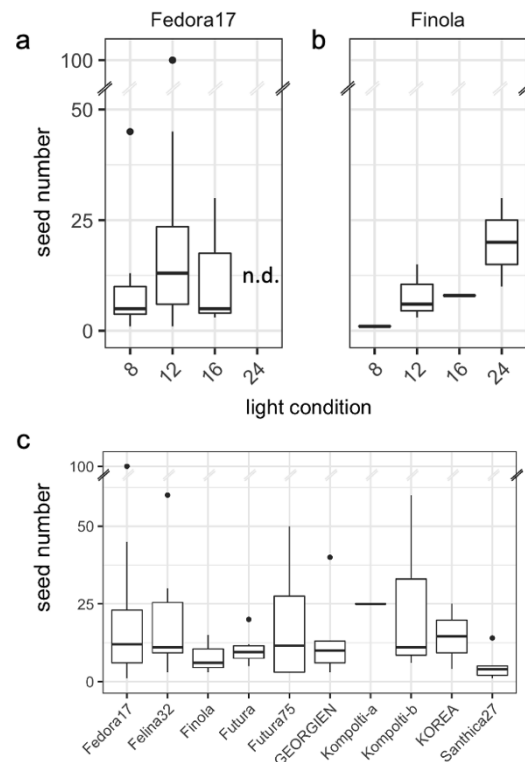 a Fedora17
b Finola
100
50
25
0
seed number
n.d.
8 12 16 24
8 12 16 24
light condition
c
100
50
25
0
seed number
Fedora17
Felina32
Finola
Futura
Futura75
GEORGIEN
Kompolti-a
Kompolti-b
KOREA
Santhica27